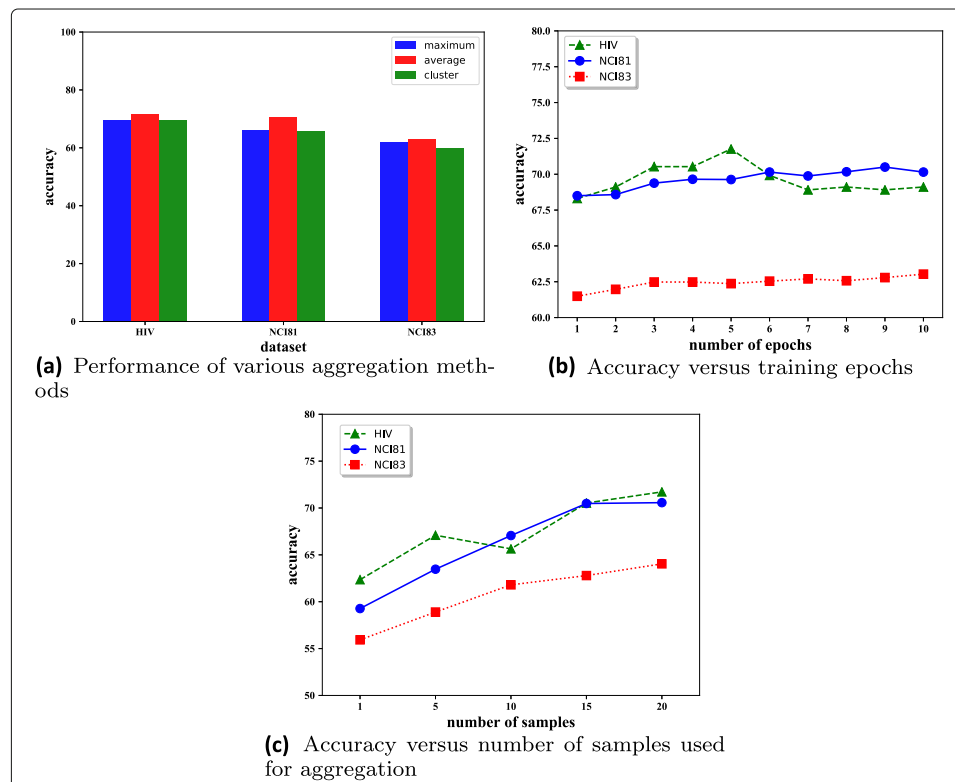 100
80
60
40
20
0
accuracy
maximum
average
cluster
HIV NCI81 NCI83
dataset
(a) Performance of various aggregation meth-
ods
80.0
77.5
75.0
72.5
70.0
67.5
65.0
62.5
60.0
accuracy
HIV
NCI81
NCI83
1 2 3 4 5 6 7 8 9 10
number of epochs
(b) Accuracy versus training epochs
80
75
70
65
60
55
50
accuracy
HIV
NCI81
NCI83
1 5 10 15 20
number of samples
(c) Accuracy versus number of samples used
for aggregation